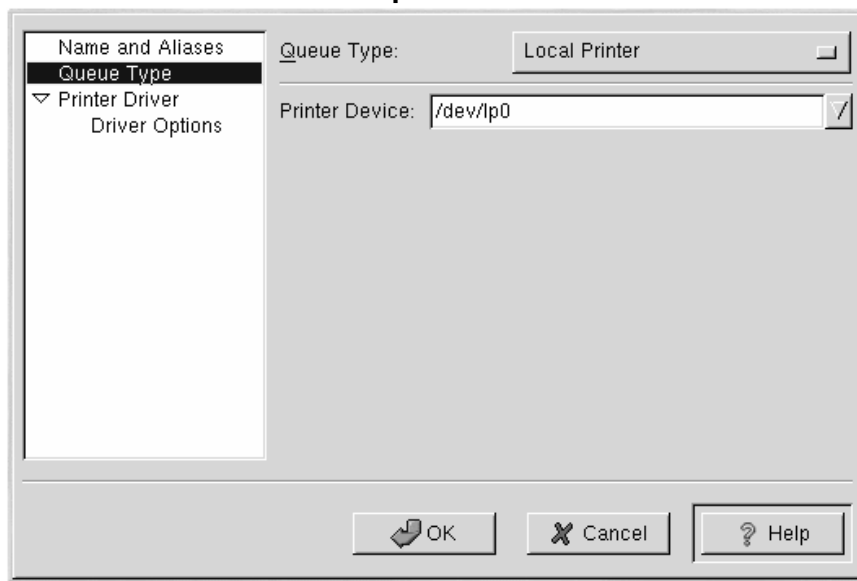 Name and Aliases
Queue Type
Printer Driver
Driver Options
Queue Type:
Local Printer
Printer Device:
/dev/lp0
OK
Cancel
Help